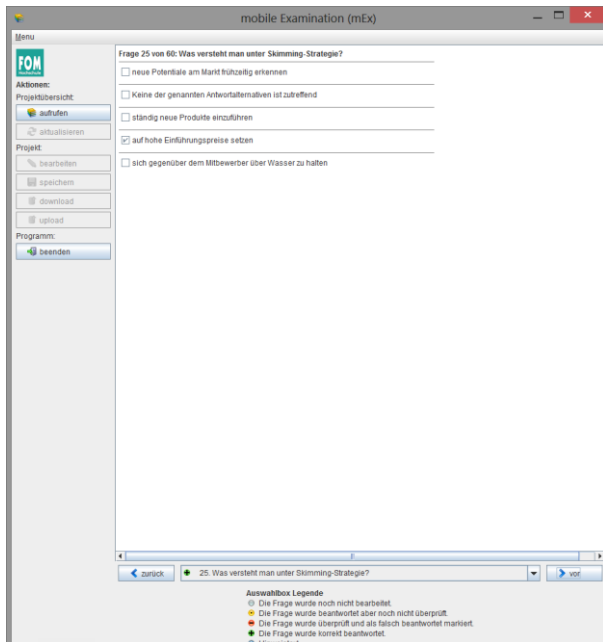 mobile Examination (mEx)
Menu
FOM
Hochschule
Aktionen:
Projektübersicht:
aufrufen
aktualisieren
Projekt:
bearbeiten
speichern
download
upload
Programm:
beenden
Frage 25 von 60: Was versteht man unter Skimming-Strategie?
neue Potentiale am Markt frühzeitig erkennen
Keine der genannten Antwortalternativen ist zutreffend
ständig neue Produkte einzuführen
auf hohe Einführungspreise setzen
sich gegenüber dem Mitbewerber über Wasser zu halten
zurück
25. Was versteht man unter Skimming-Strategie?
vor
Auswahlbox Legende
Die Frage wurde noch nicht bearbeitet.
Die Frage wurde beantwortet aber noch nicht überprüft.
Die Frage wurde überprüft und als falsch beantwortet markiert.
Die Frage wurde korrekt beantwortet.